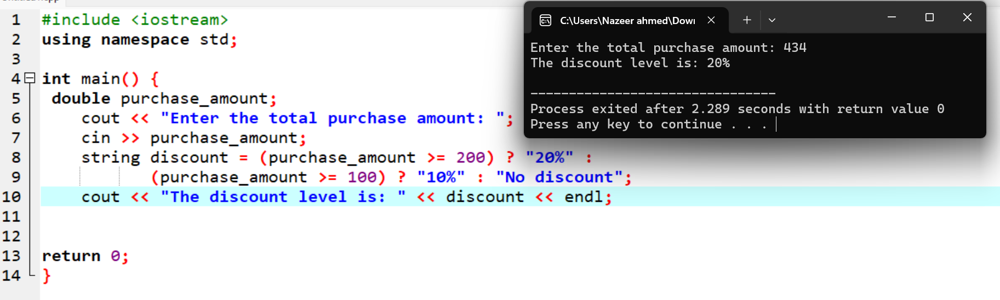 1 #include <iostream>
2 using namespace std;
3
4 int main() {
5 double purchase_amount;
6 cout << "Enter the total purchase amount: ";
7 cin >> purchase_amount;
8 string discount = (purchase_amount >= 200) ? "20%" :
9 (purchase_amount >= 100) ? "10%" : "No discount";
10 cout << "The discount level is: " << discount << endl;
11
12
13 return 0;
14 }
C:\Users\Nazeer ahmed\Dow
Enter the total purchase amount: 434
The discount level is: 20%
--------------------------------
Process exited after 2.289 seconds with return value 0
Press any key to continue . . .